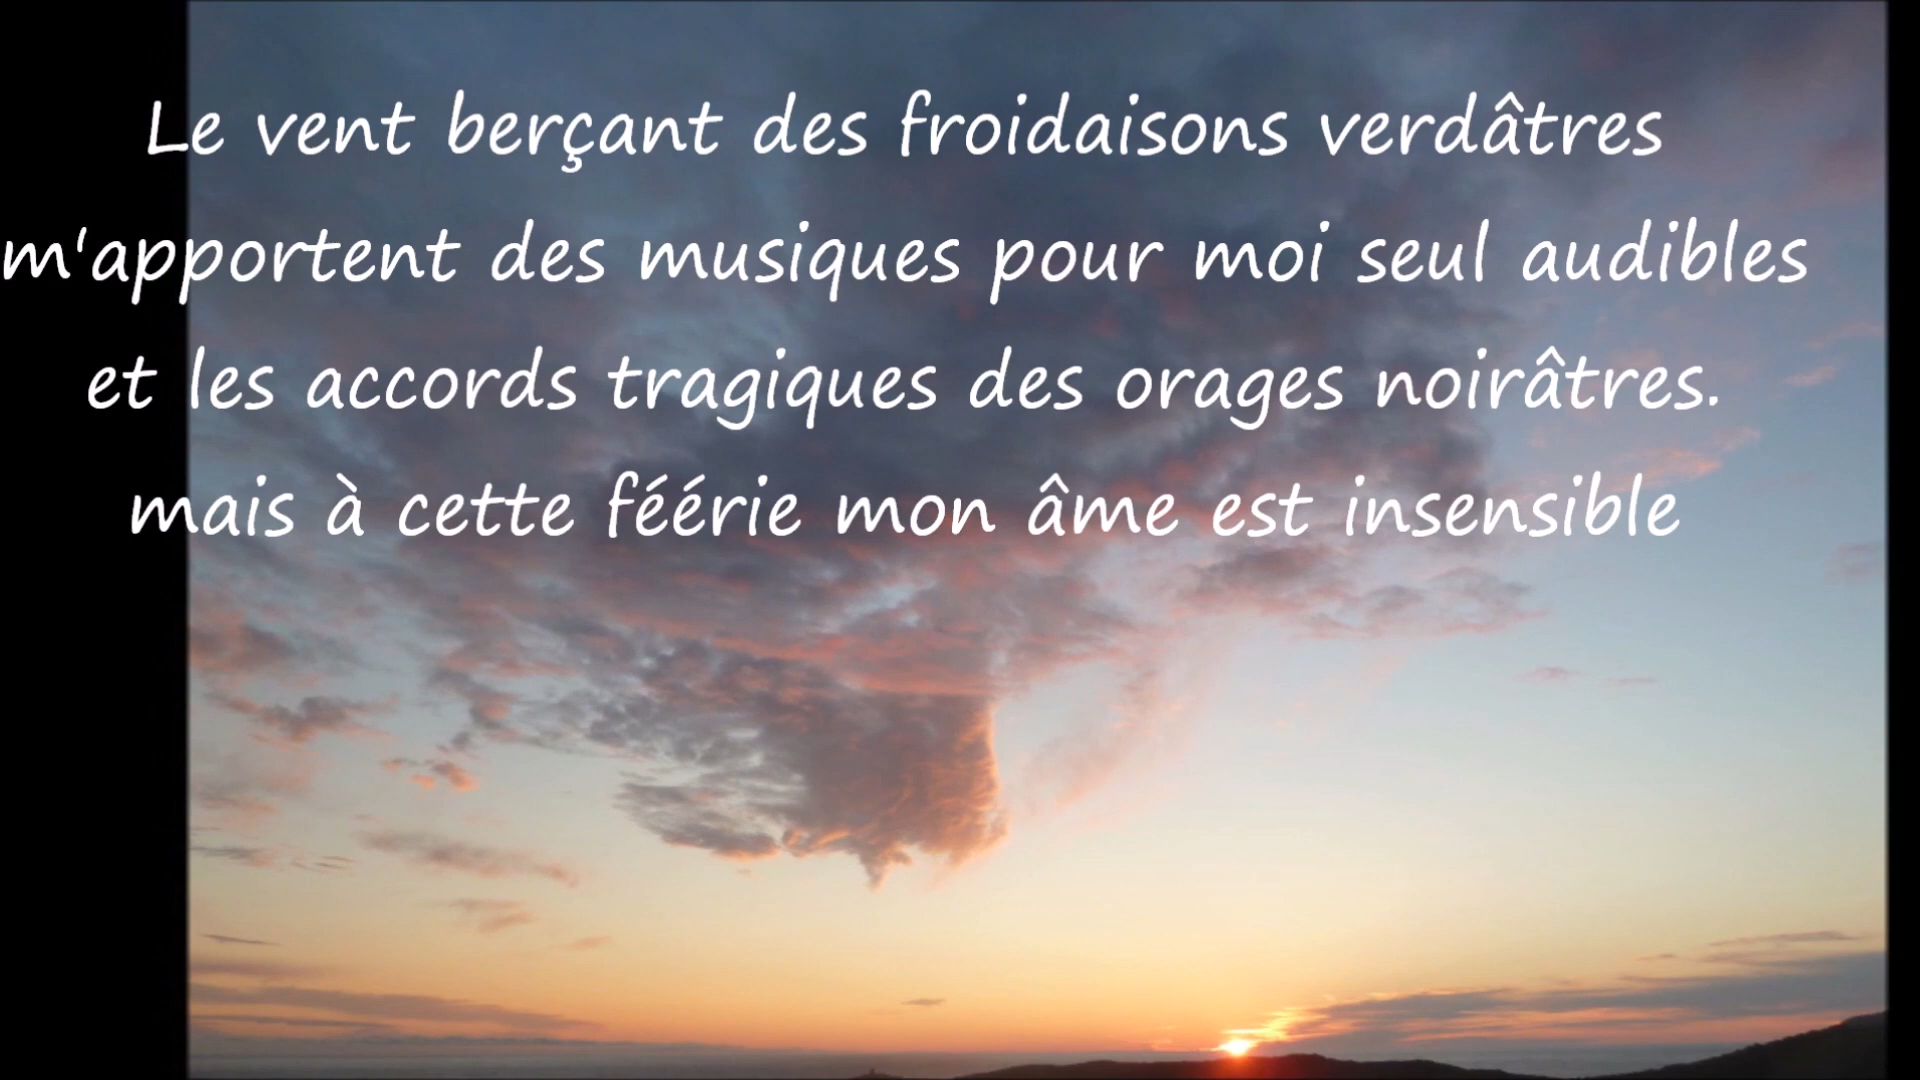 Le vent berçant des froidaisons verdâtres
m'apportent des musiques pour moi seul audibles
et les accords tragiques des orages noirâtres.
mais à cette féérie mon âme est insensible